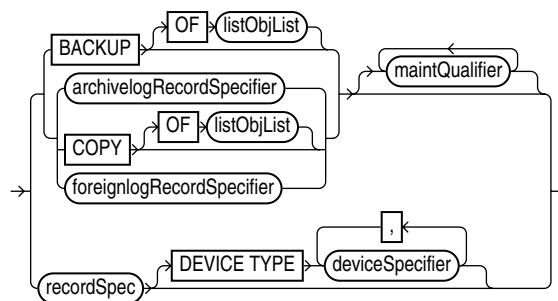 BACKUP OF listObjList
maintQualifier
archivelogRecordSpecifier
COPY OF listObjList
foreignlogRecordSpecifier
,
recordSpec DEVICE TYPE deviceSpecifier